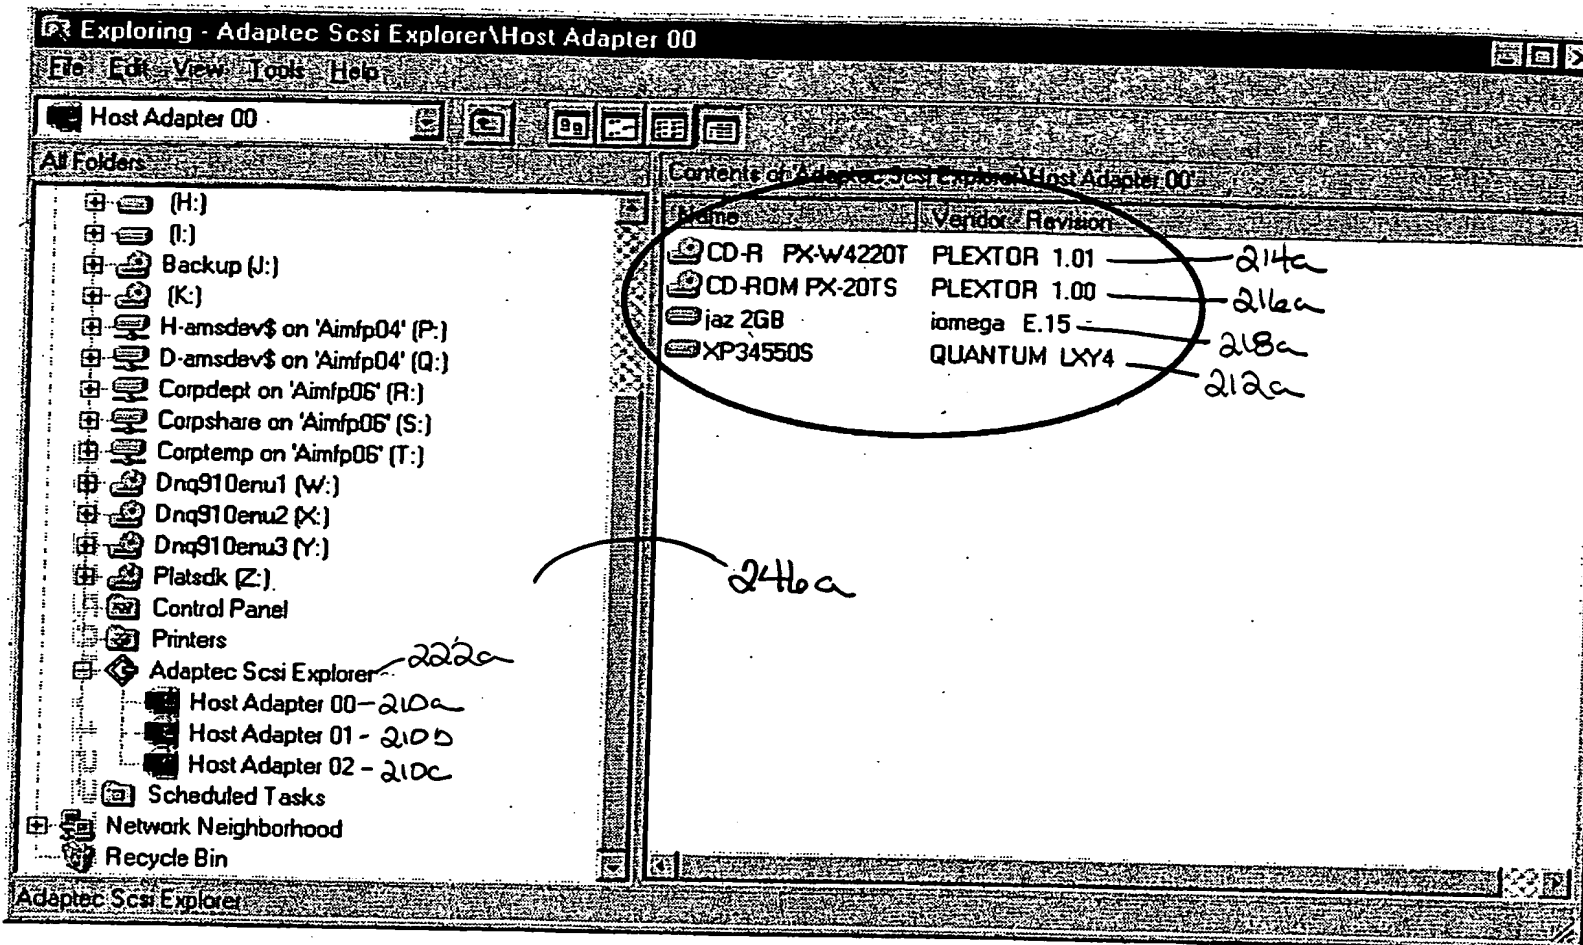 Exploring - Adaptec Scsi Explorer\Host Adapter 00
File Edit View Tools Help
Host Adapter 00
All Folders
(H:)
(I:)
Backup (J:)
(K:)
H-amsdev$ on 'Aimfp04' (P:)
D-amsdev$ on 'Aimfp04' (Q:)
Corpdept on 'Aimfp06' (R:)
Corpshare on 'Aimfp06' (S:)
Corptemp on 'Aimfp06' (T:)
Dnq910enu1 (W:)
Dnq910enu2 (X:)
Dnq910enu3 (Y:)
Platsdk (Z:)
Control Panel
Printers
Adaptec Scsi Explorer 222a
Host Adapter 00 - 210a
Host Adapter 01 - 210b
Host Adapter 02 - 210c
Scheduled Tasks
Network Neighborhood
Recycle Bin
246a
Contents of 'Adaptec Scsi Explorer\Host Adapter 00'
Name Vendor Revision
CD-R PX-W4220T PLEXTOR 1.01 214a
CD-ROM PX-20TS PLEXTOR 1.00 216a
jaz 2GB iomega E.15 218a
XP34550S QUANTUM LXY4 212a
Adaptec Scsi Explorer